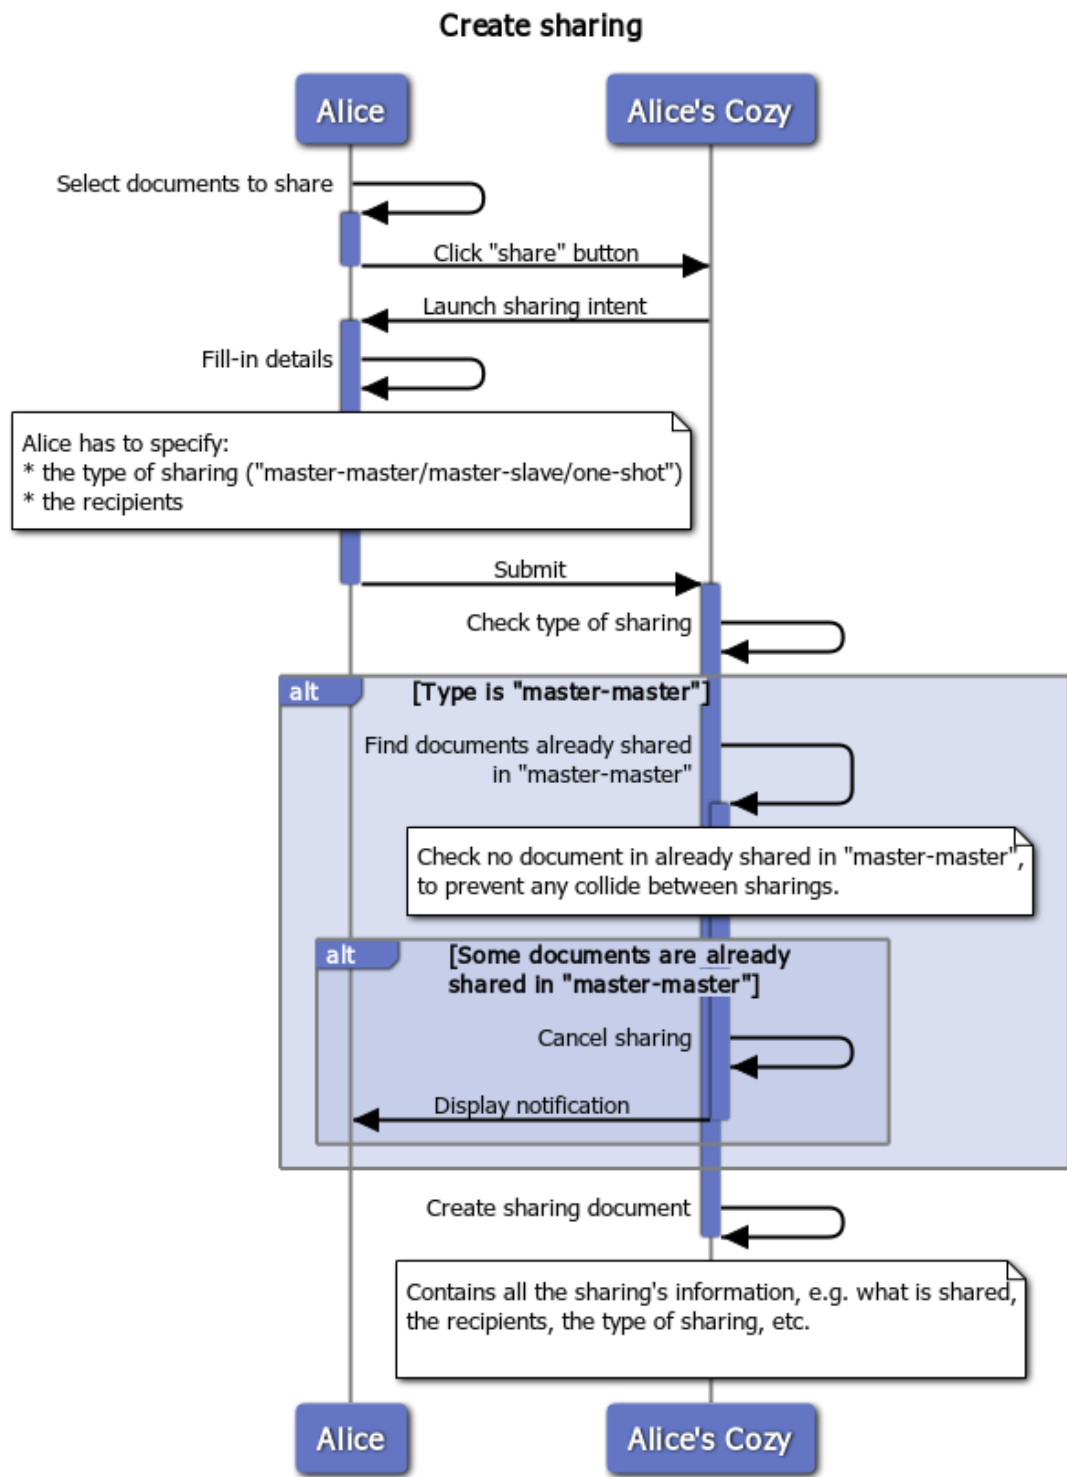 Create sharing
Alice
Alice's Cozy
Select documents to share
Click "share" button
Launch sharing intent
Fill-in details
Alice has to specify:
* the type of sharing ("master-master/master-slave/one-shot")
* the recipients
Submit
Check type of sharing
alt
[Type is "master-master"]
Find documents already shared
in "master-master"
Check no document in already shared in "master-master",
to prevent any collide between sharings.
alt
[Some documents are already
shared in "master-master"]
Cancel sharing
Display notification
Create sharing document
Contains all the sharing's information, e.g. what is shared,
the recipients, the type of sharing, etc.
Alice
Alice's Cozy